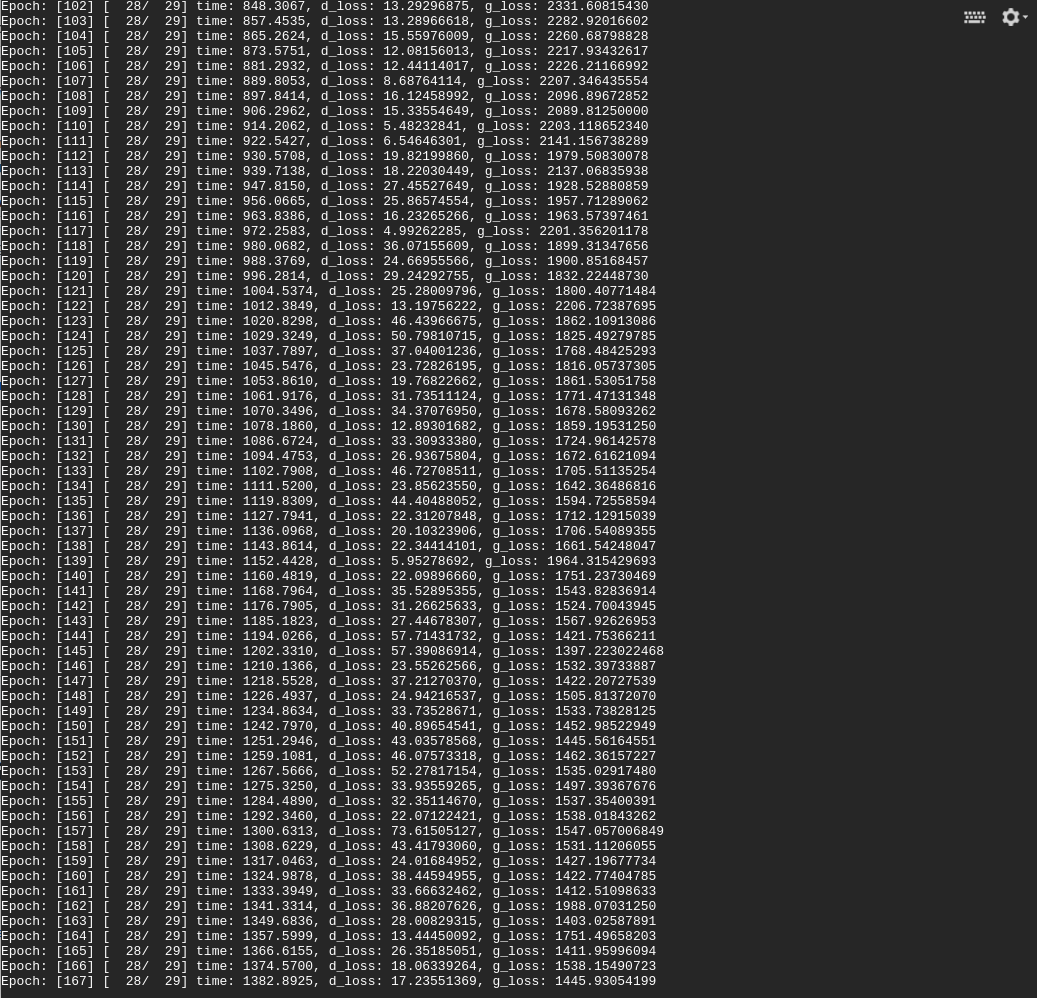 Epoch: [102] [  28/  29] time: 848.3067, d_loss: 13.29296875, g_loss: 2331.60815430
Epoch: [103] [  28/  29] time: 857.4535, d_loss: 13.28966618, g_loss: 2282.92016602
Epoch: [104] [  28/  29] time: 865.2624, d_loss: 15.55976009, g_loss: 2260.68798828
Epoch: [105] [  28/  29] time: 873.5751, d_loss: 12.08156013, g_loss: 2217.93432617
Epoch: [106] [  28/  29] time: 881.2932, d_loss: 12.44114017, g_loss: 2226.21166992
Epoch: [107] [  28/  29] time: 889.8053, d_loss: 8.68764114, g_loss: 2207.346435554
Epoch: [108] [  28/  29] time: 897.8414, d_loss: 16.12458992, g_loss: 2096.89672852
Epoch: [109] [  28/  29] time: 906.2962, d_loss: 15.33554649, g_loss: 2089.81250000
Epoch: [110] [  28/  29] time: 914.2062, d_loss: 5.48232841, g_loss: 2203.118652340
Epoch: [111] [  28/  29] time: 922.5427, d_loss: 6.54646301, g_loss: 2141.156738289
Epoch: [112] [  28/  29] time: 930.5708, d_loss: 19.82199860, g_loss: 1979.50830078
Epoch: [113] [  28/  29] time: 939.7138, d_loss: 18.22030449, g_loss: 2137.06835938
Epoch: [114] [  28/  29] time: 947.8150, d_loss: 27.45527649, g_loss: 1928.52880859
Epoch: [115] [  28/  29] time: 956.0665, d_loss: 25.86574554, g_loss: 1957.71289062
Epoch: [116] [  28/  29] time: 963.8386, d_loss: 16.23265266, g_loss: 1963.57397461
Epoch: [117] [  28/  29] time: 972.2583, d_loss: 4.99262285, g_loss: 2201.356201178
Epoch: [118] [  28/  29] time: 980.0682, d_loss: 36.07155609, g_loss: 1899.31347656
Epoch: [119] [  28/  29] time: 988.3769, d_loss: 24.66955566, g_loss: 1900.85168457
Epoch: [120] [  28/  29] time: 996.2814, d_loss: 29.24292755, g_loss: 1832.22448730
Epoch: [121] [  28/  29] time: 1004.5374, d_loss: 25.28009796, g_loss: 1800.40771484
Epoch: [122] [  28/  29] time: 1012.3849, d_loss: 13.19756222, g_loss: 2206.72387695
Epoch: [123] [  28/  29] time: 1020.8298, d_loss: 46.43966675, g_loss: 1862.10913086
Epoch: [124] [  28/  29] time: 1029.3249, d_loss: 50.79810715, g_loss: 1825.49279785
Epoch: [125] [  28/  29] time: 1037.7897, d_loss: 37.04001236, g_loss: 1768.48425293
Epoch: [126] [  28/  29] time: 1045.5476, d_loss: 23.72826195, g_loss: 1816.05737305
Epoch: [127] [  28/  29] time: 1053.8610, d_loss: 19.76822662, g_loss: 1861.53051758
Epoch: [128] [  28/  29] time: 1061.9176, d_loss: 31.73511124, g_loss: 1771.47131348
Epoch: [129] [  28/  29] time: 1070.3496, d_loss: 34.37076950, g_loss: 1678.58093262
Epoch: [130] [  28/  29] time: 1078.1860, d_loss: 12.89301682, g_loss: 1859.19531250
Epoch: [131] [  28/  29] time: 1086.6724, d_loss: 33.30933380, g_loss: 1724.96142578
Epoch: [132] [  28/  29] time: 1094.4753, d_loss: 26.93675804, g_loss: 1672.61621094
Epoch: [133] [  28/  29] time: 1102.7908, d_loss: 46.72708511, g_loss: 1705.51135254
Epoch: [134] [  28/  29] time: 1111.5200, d_loss: 23.85623550, g_loss: 1642.36486816
Epoch: [135] [  28/  29] time: 1119.8309, d_loss: 44.40488052, g_loss: 1594.72558594
Epoch: [136] [  28/  29] time: 1127.7941, d_loss: 22.31207848, g_loss: 1712.12915039
Epoch: [137] [  28/  29] time: 1136.0968, d_loss: 20.10323906, g_loss: 1706.54089355
Epoch: [138] [  28/  29] time: 1143.8614, d_loss: 22.34414101, g_loss: 1661.54248047
Epoch: [139] [  28/  29] time: 1152.4428, d_loss: 5.95278692, g_loss: 1964.315429693
Epoch: [140] [  28/  29] time: 1160.4819, d_loss: 22.09896660, g_loss: 1751.23730469
Epoch: [141] [  28/  29] time: 1168.7964, d_loss: 35.52895355, g_loss: 1543.82836914
Epoch: [142] [  28/  29] time: 1176.7905, d_loss: 31.26625633, g_loss: 1524.70043945
Epoch: [143] [  28/  29] time: 1185.1823, d_loss: 27.44678307, g_loss: 1567.92626953
Epoch: [144] [  28/  29] time: 1194.0266, d_loss: 57.71431732, g_loss: 1421.75366211
Epoch: [145] [  28/  29] time: 1202.3310, d_loss: 57.39086914, g_loss: 1397.223022468
Epoch: [146] [  28/  29] time: 1210.1366, d_loss: 23.55262566, g_loss: 1532.39733887
Epoch: [147] [  28/  29] time: 1218.5528, d_loss: 37.21270370, g_loss: 1422.20727539
Epoch: [148] [  28/  29] time: 1226.4937, d_loss: 24.94216537, g_loss: 1505.81372070
Epoch: [149] [  28/  29] time: 1234.8634, d_loss: 33.73528671, g_loss: 1533.73828125
Epoch: [150] [  28/  29] time: 1242.7970, d_loss: 40.89654541, g_loss: 1452.98522949
Epoch: [151] [  28/  29] time: 1251.2946, d_loss: 43.03578568, g_loss: 1445.56164551
Epoch: [152] [  28/  29] time: 1259.1081, d_loss: 46.07573318, g_loss: 1462.36157227
Epoch: [153] [  28/  29] time: 1267.5666, d_loss: 52.27817154, g_loss: 1535.02917480
Epoch: [154] [  28/  29] time: 1275.3250, d_loss: 33.93559265, g_loss: 1497.39367676
Epoch: [155] [  28/  29] time: 1284.4890, d_loss: 32.35114670, g_loss: 1537.35400391
Epoch: [156] [  28/  29] time: 1292.3460, d_loss: 22.07122421, g_loss: 1538.01843262
Epoch: [157] [  28/  29] time: 1300.6313, d_loss: 73.61505127, g_loss: 1547.057006849
Epoch: [158] [  28/  29] time: 1308.6229, d_loss: 43.41793060, g_loss: 1531.11206055
Epoch: [159] [  28/  29] time: 1317.0463, d_loss: 24.01684952, g_loss: 1427.19677734
Epoch: [160] [  28/  29] time: 1324.9878, d_loss: 38.44594955, g_loss: 1422.77404785
Epoch: [161] [  28/  29] time: 1333.3949, d_loss: 33.66632462, g_loss: 1412.51098633
Epoch: [162] [  28/  29] time: 1341.3314, d_loss: 36.88207626, g_loss: 1988.07031250
Epoch: [163] [  28/  29] time: 1349.6836, d_loss: 28.00829315, g_loss: 1403.02587891
Epoch: [164] [  28/  29] time: 1357.5999, d_loss: 13.44450092, g_loss: 1751.49658203
Epoch: [165] [  28/  29] time: 1366.6155, d_loss: 26.35185051, g_loss: 1411.95996094
Epoch: [166] [  28/  29] time: 1374.5700, d_loss: 18.06339264, g_loss: 1538.15490723
Epoch: [167] [  28/  29] time: 1382.8925, d_loss: 17.23551369, g_loss: 1445.93054199